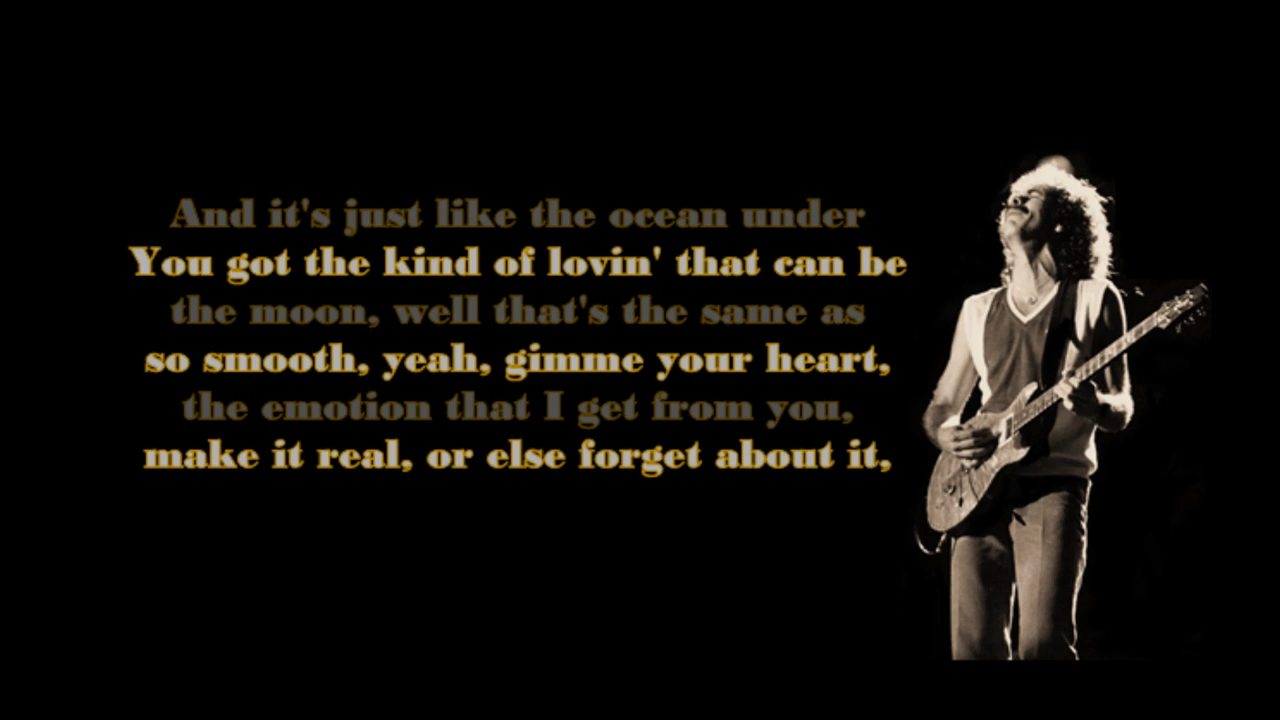 And it's just like the ocean under
You got the kind of lovin' that can be
the moon, well that's the same as
so smooth, yeah, gimme your heart,
the emotion that I get from you,
make it real, or else forget about it,